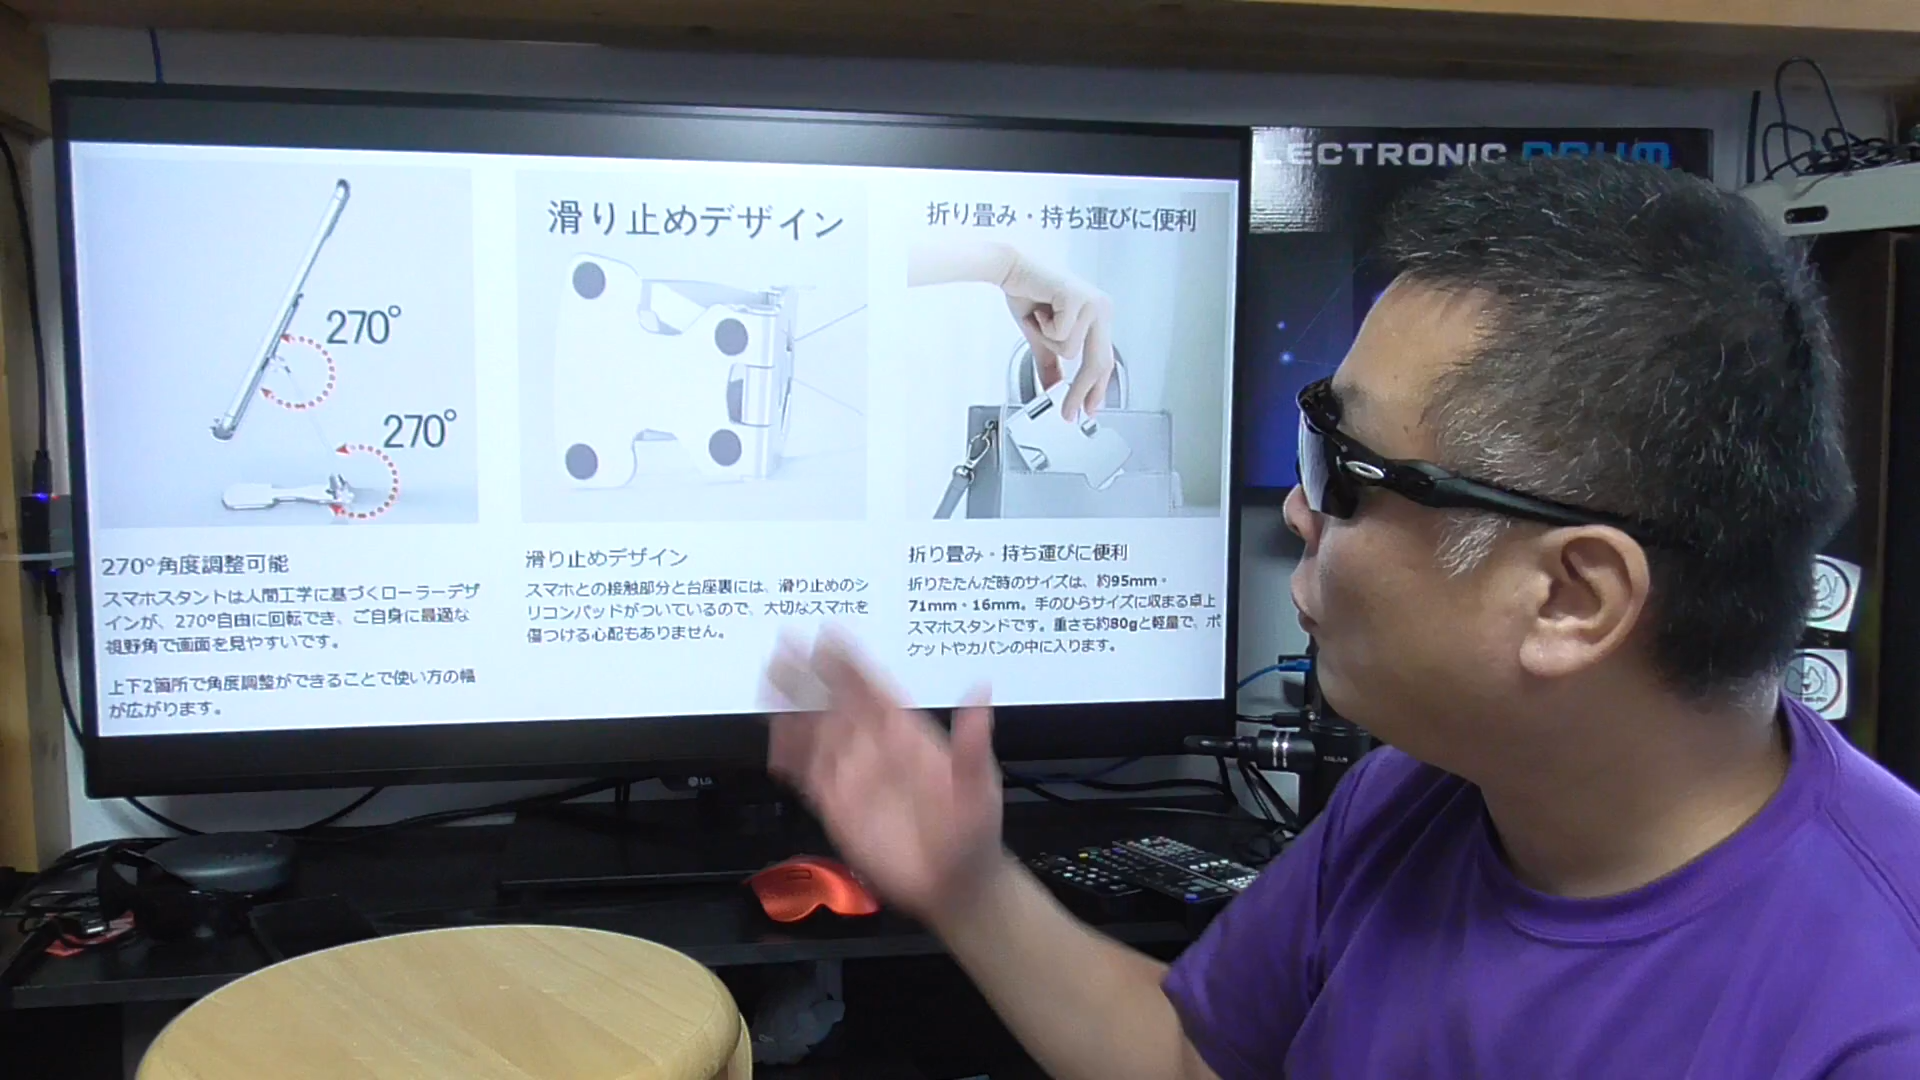 270°
270°
270°角度調整可能
スマホスタントは人間工学に基づくローラーデザ
インが、270°自由に回転でき、ご自身に最適な
視野角で画面を見やすいです。
上下2箇所で角度調整ができることで使い方の幅
が広がります。
滑り止めデザイン
滑り止めデザイン
スマホとの接触部分と台座裏には、滑り止めのシ
リコンパッドがついているので、大切なスマホを
傷つける心配もありません。
折り畳み・持ち運びに便利
折り畳み・持ち運びに便利
折りたたんだ時のサイズは、約95mm・
71mm・16mm。手のひらサイズに収まる卓上
スマホスタンドです。重さも約80gと軽量で、ポ
ケットやカバンの中に入ります。
LG
LECTRONIC DRUM